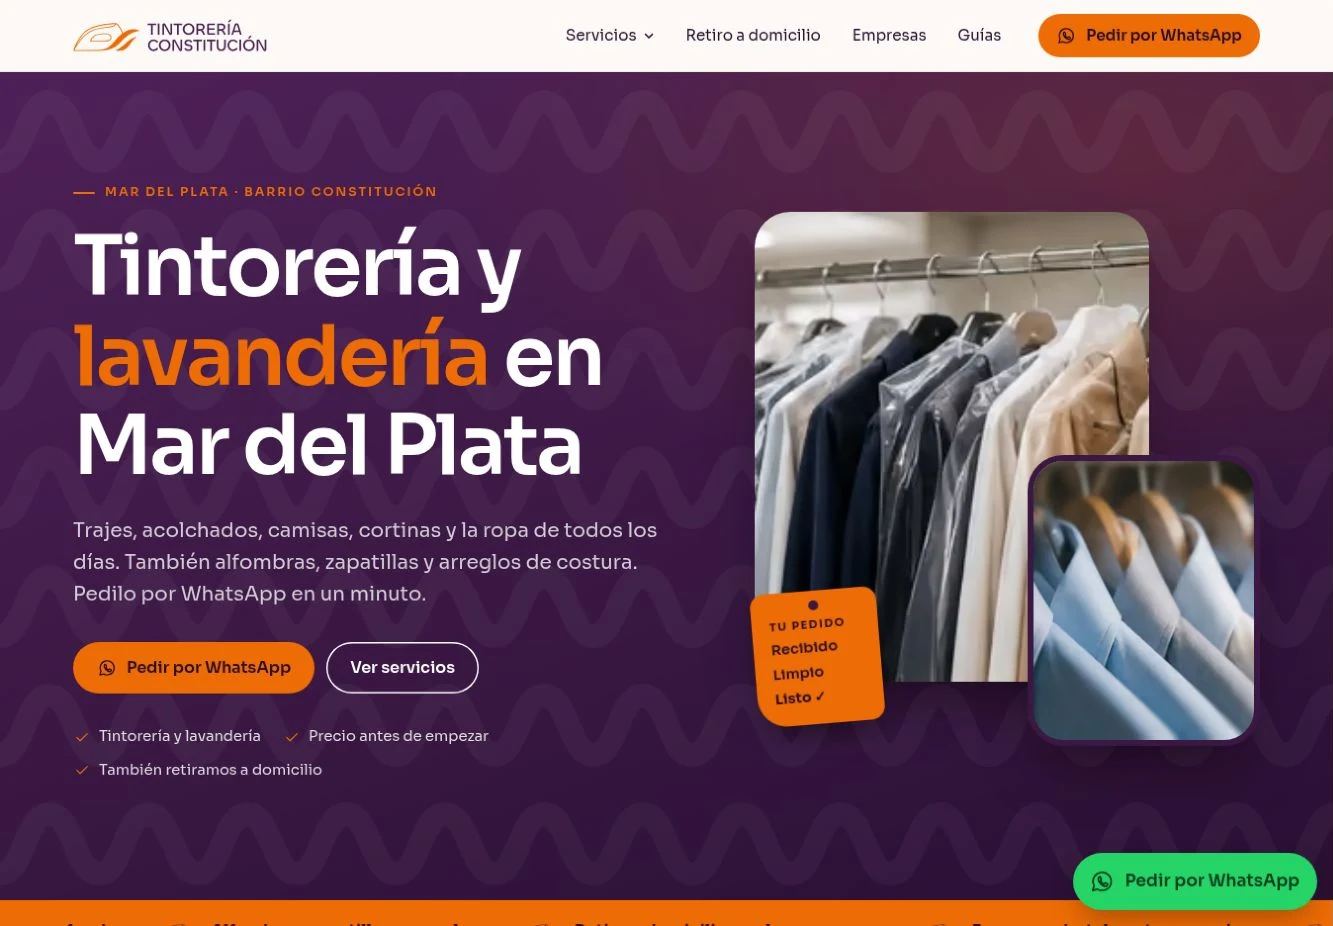 TINTORERÍA
CONSTITUCIÓN
Servicios
Retiro a domicilio
Empresas
Guías
Pedir por WhatsApp
MAR DEL PLATA · BARRIO CONSTITUCIÓN
Tintorería y
lavandería en
Mar del Plata
Trajes, acolchados, camisas, cortinas y la ropa de todos los
días. También alfombras, zapatillas y arreglos de costura.
Pedilo por WhatsApp en un minuto.
Pedir por WhatsApp
Ver servicios
✓ Tintorería y lavandería
✓ Precio antes de empezar
✓ También retiramos a domicilio
TU PEDIDO
Recibido
Limpio
Listo ✓
Pedir por WhatsApp